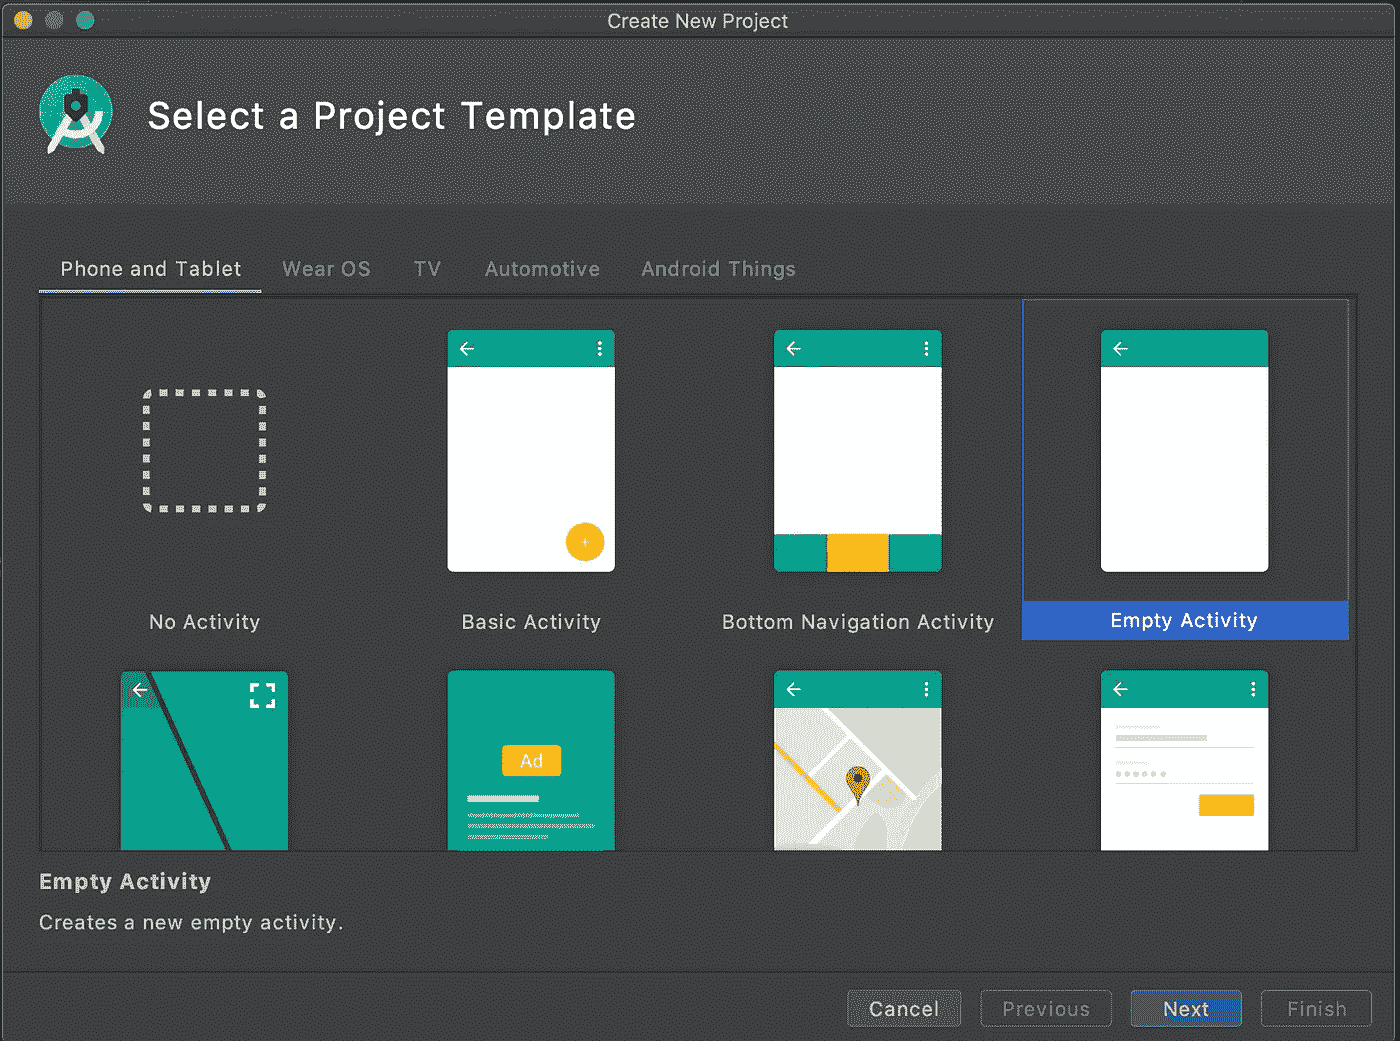 Create New Project
Select a Project Template
Phone and Tablet Wear OS TV Automotive Android Things
No Activity Basic Activity Bottom Navigation Activity Empty Activity
Ad
Empty Activity
Creates a new empty activity.
Cancel Previous Next Finish